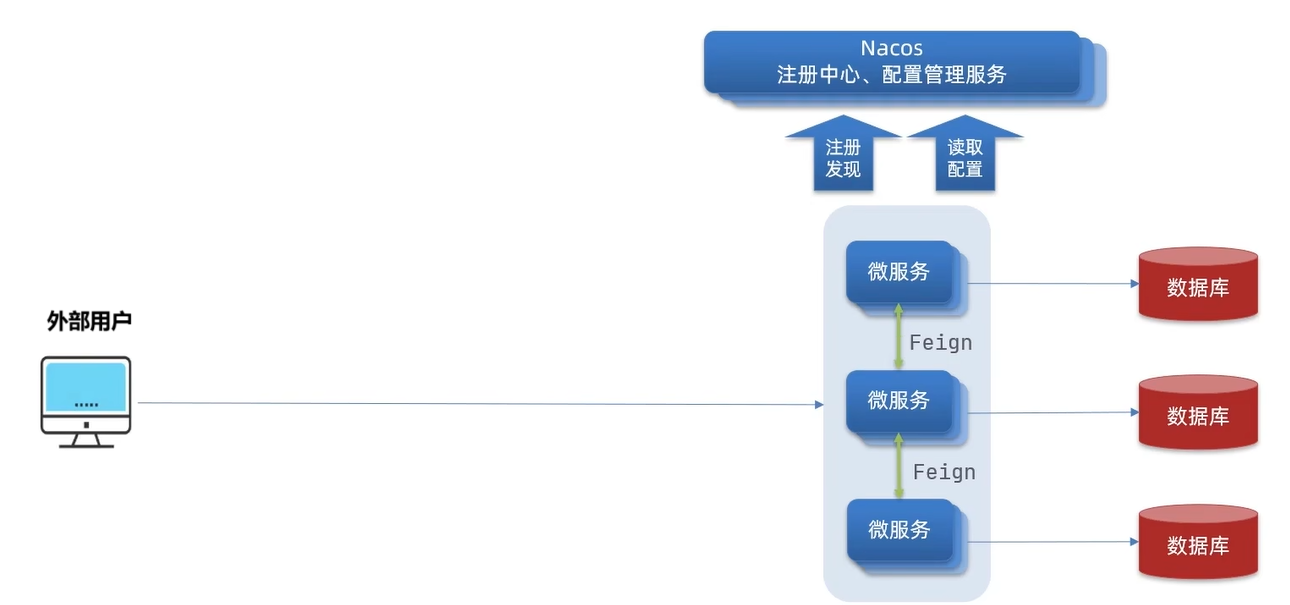 Nacos
注册中心、配置管理服务
注册
发现
读取
配置
微服务
数据库
外部用户
Feign
微服务
数据库
Feign
微服务
数据库